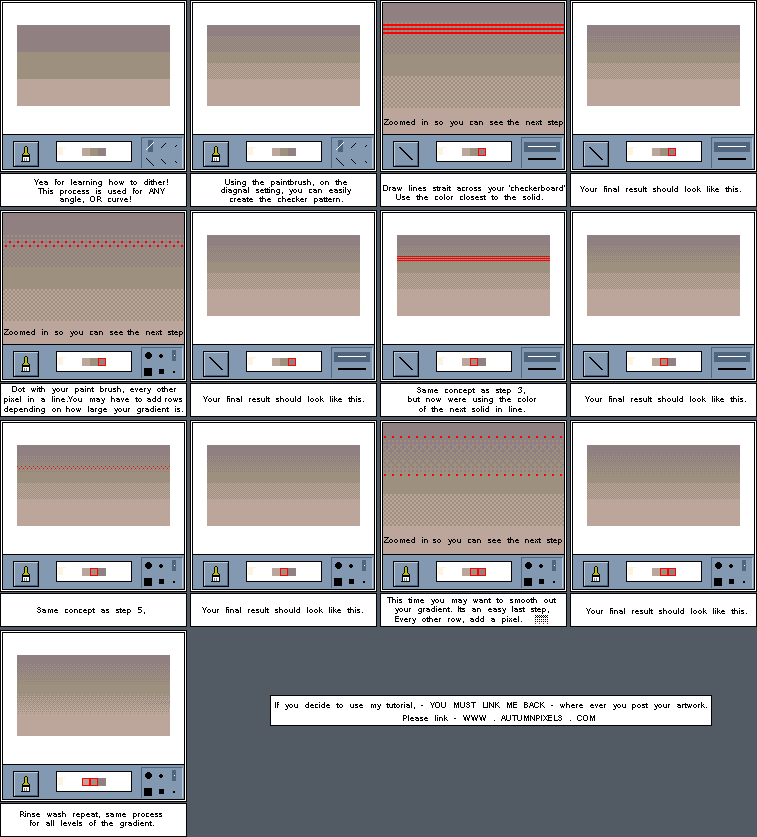 Yea for learning how to dither!
This process is used for ANY
angle, OR curve!
Using the paintbrush, on the
diagnal setting, you can easily
create the checker pattern.
Zoomed in so you can see the next step
Draw lines strait across your 'checkerboard'
Use the color closest to the solid.
Your final result should look like this.
Zoomed in so you can see the next step
Dot with your paint brush, every other
pixel in a line.You may have to add rows
depending on how large your gradient is.
Your final result should look like this.
Same concept as step 3,
but now were using the color
of the next solid in line.
Your final result should look like this.
Same concept as step 5,
Your final result should look like this.
Zoomed in so you can see the next step
This time you may want to smooth out
your gradient. Its an easy last step,
Every other row, add a pixel.
Your final result should look like this.
Rinse wash repeat, same process
for all levels of the gradient.
If you decide to use my tutorial, - YOU MUST LINK ME BACK - where ever you post your artwork.
Please link - WWW . AUTUMNPIXELS . COM